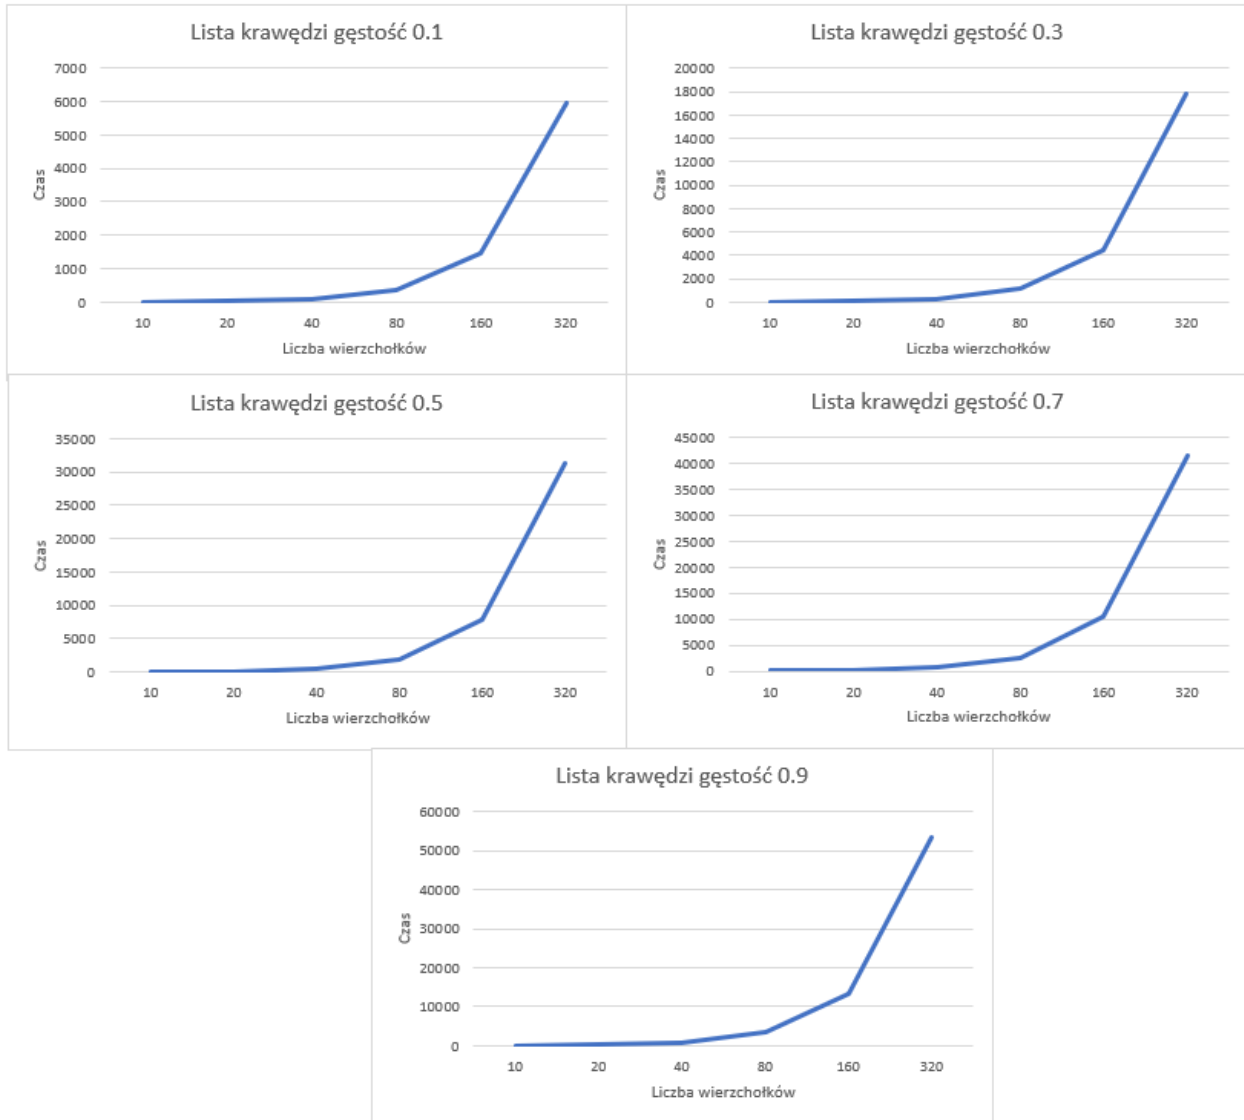 Lista krawędzi gęstość 0.1
7000
6000
5000
4000
3000
2000
1000
0
Czas
10 20 40 80 160 320
Liczba wierzchołków
Lista krawędzi gęstość 0.3
20000
18000
16000
14000
12000
10000
8000
6000
4000
2000
0
Czas
10 20 40 80 160 320
Liczba wierzchołków
Lista krawędzi gęstość 0.5
35000
30000
25000
20000
15000
10000
5000
0
Czas
10 20 40 80 160 320
Liczba wierzchołków
Lista krawędzi gęstość 0.7
45000
40000
35000
30000
25000
20000
15000
10000
5000
0
Czas
10 20 40 80 160 320
Liczba wierzchołków
Lista krawędzi gęstość 0.9
60000
50000
40000
30000
20000
10000
0
Czas
10 20 40 80 160 320
Liczba wierzchołków